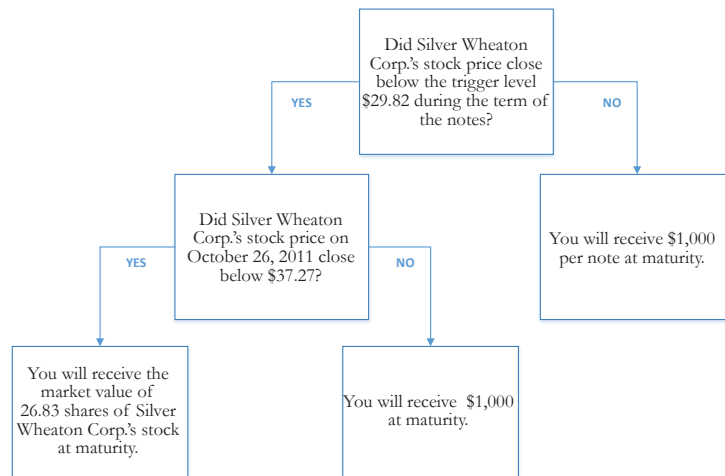 Did Silver Wheaton
Corp.'s stock price close
below the trigger level
$29.82 during the term of
the notes?
YES
NO
Did Silver Wheaton
Corp.'s stock price on
October 26, 2011 close
below $37.27?
You will receive $1,000
per note at maturity.
YES
NO
You will receive the
market value of
26.83 shares of Silver
Wheaton Corp.'s stock
at maturity.
You will receive $1,000
at maturity.